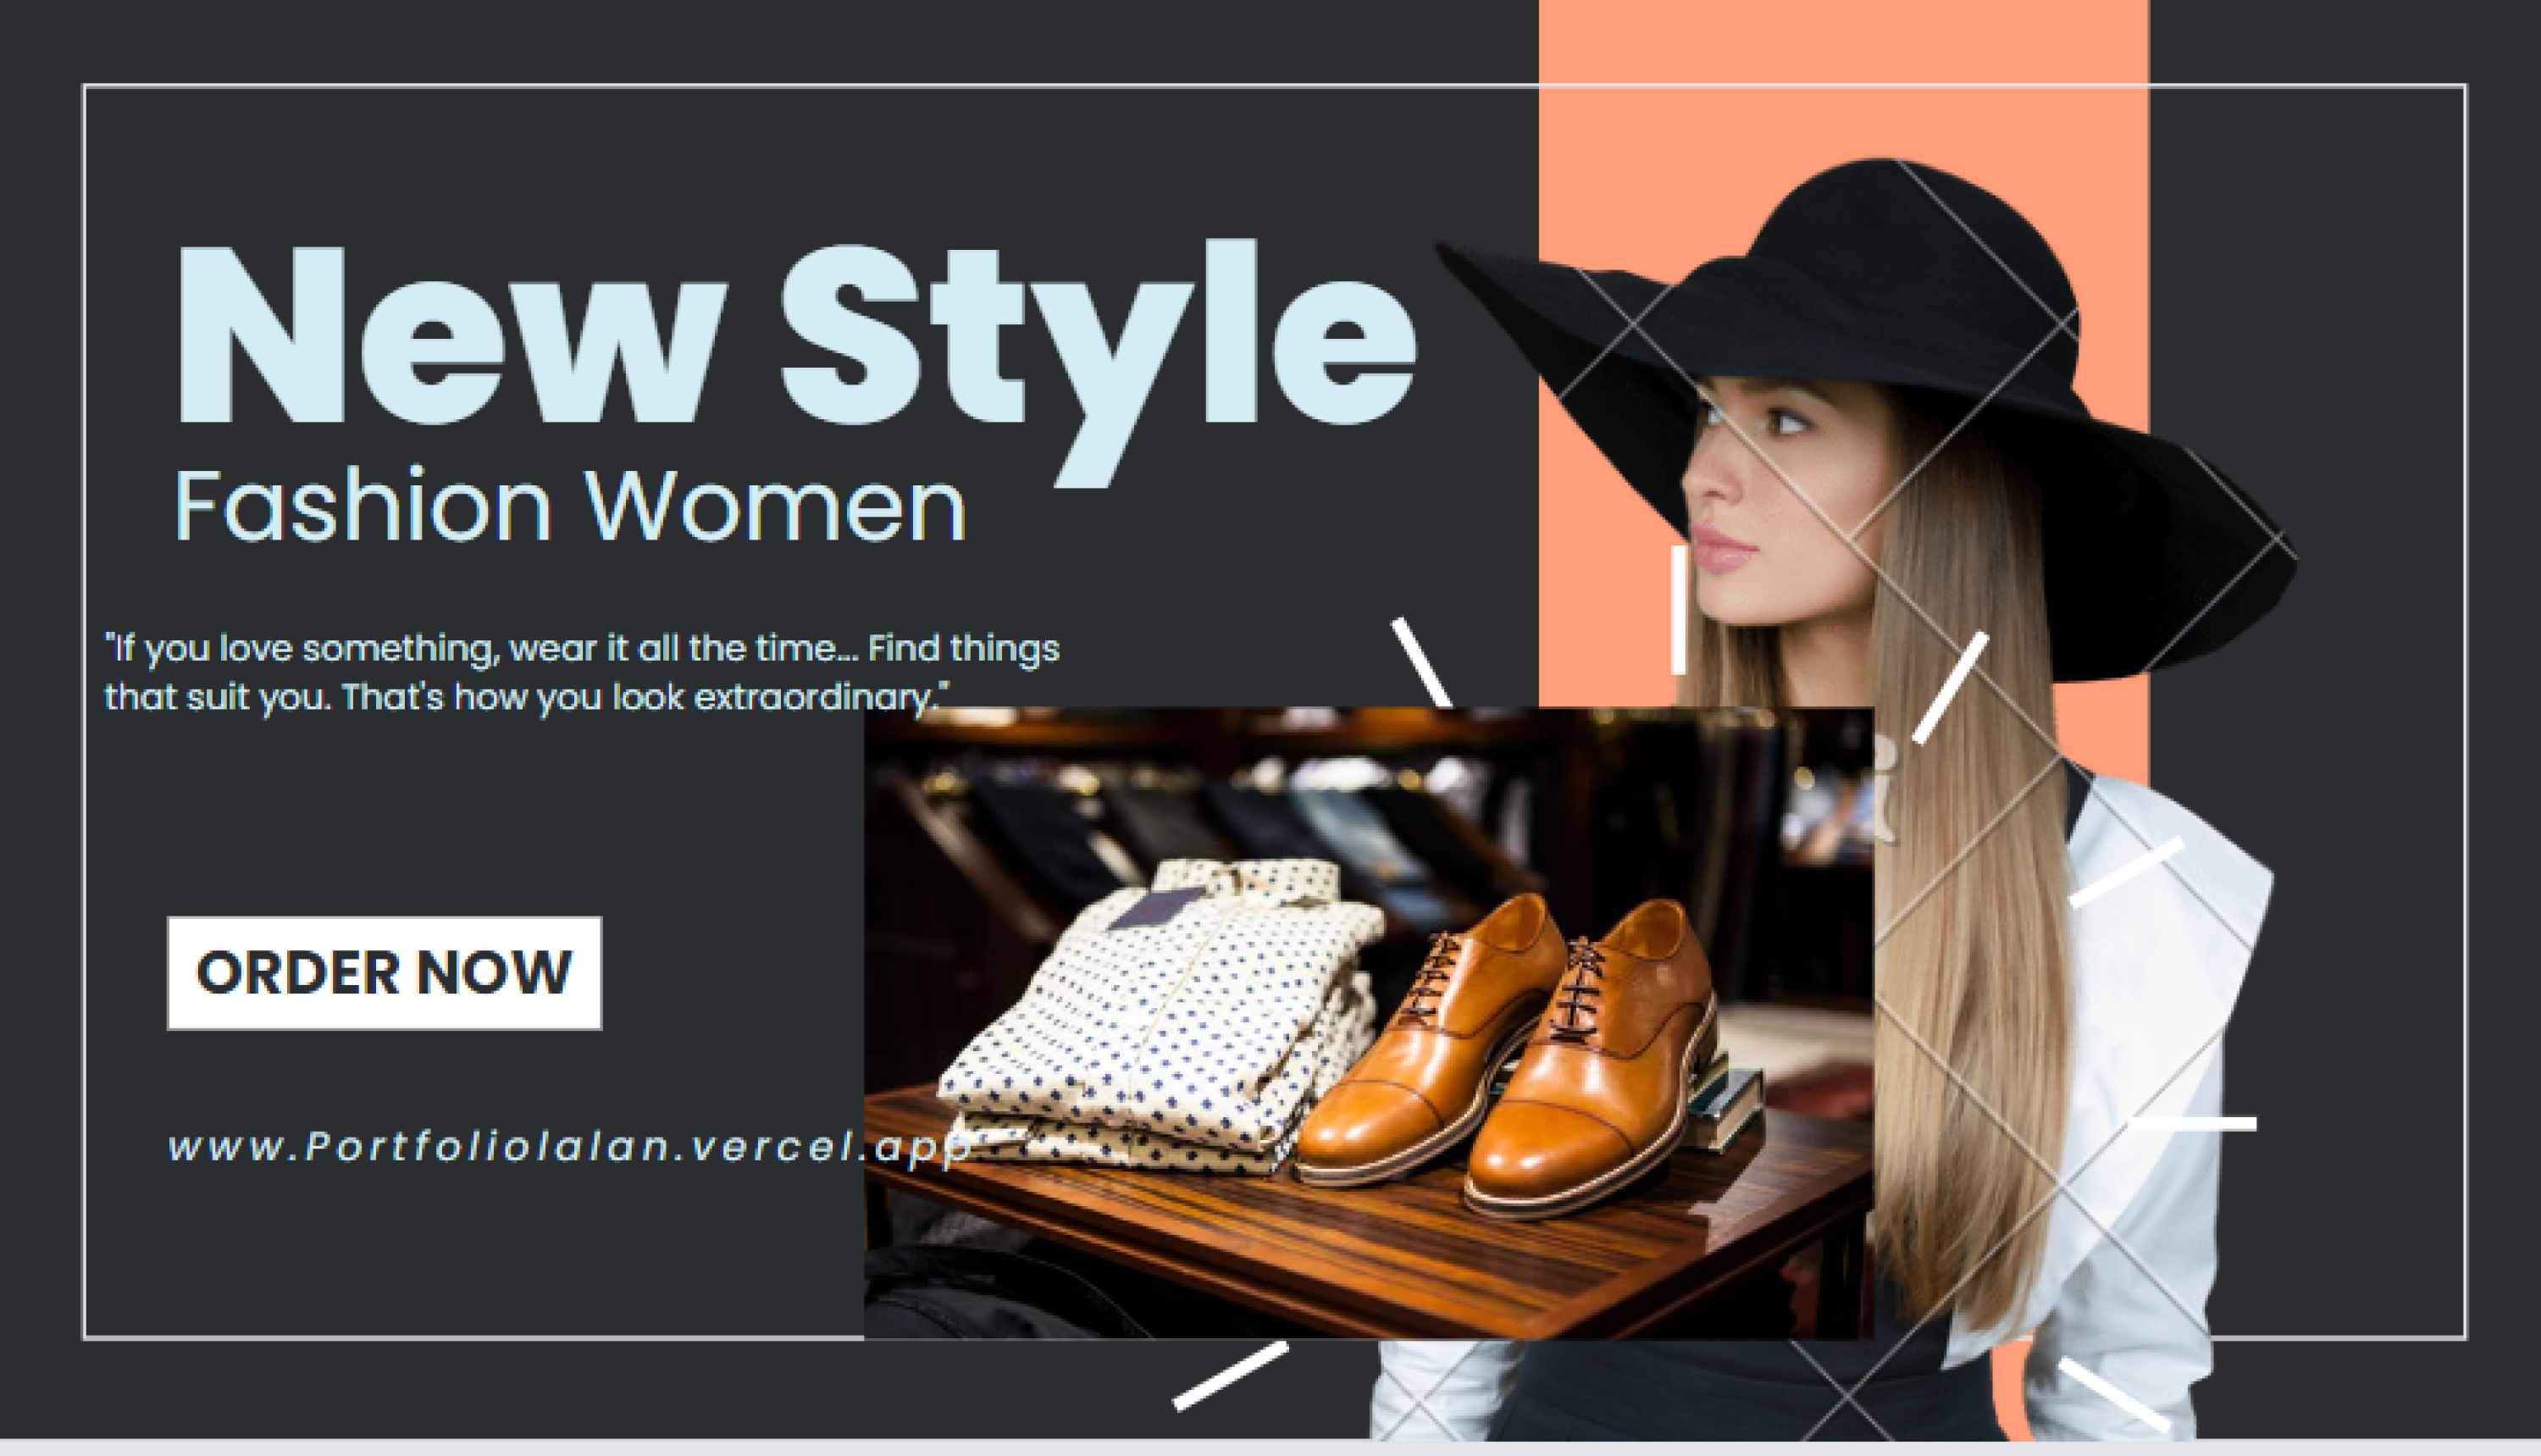 New Style
Fashion Women
"If you love something, wear it all the time... Find things
that suit you. That's how you look extraordinary."
ORDER NOW
www.Portfoliolalan.vercel.app